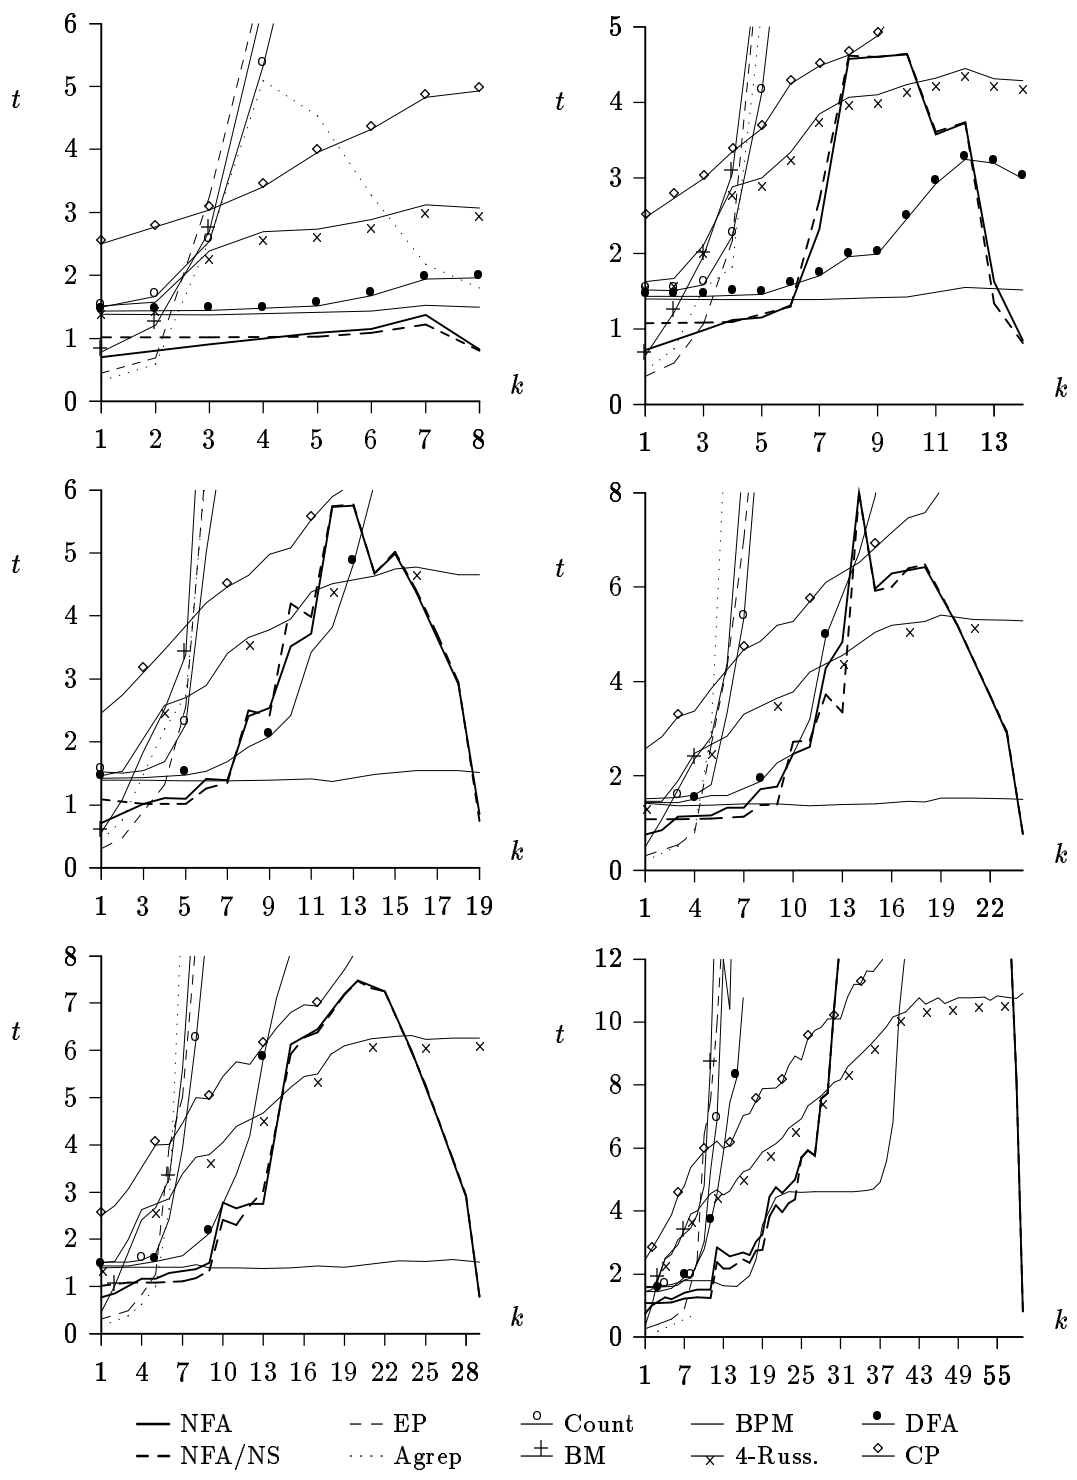 6 5
t 5 t 4
4 3
3 2
2 1
1 0
0 k k
1 2 3 4 5 6 7 8 1 3 5 7 9 11 13
6 8
t 5 t 6
4 4
3 2
2 0
1
0 k k
1 3 5 7 9 11 13 15 17 19 1 4 7 10 13 16 19 22
8 12
t 7 t 10
6 8
5 6
4 4
3 2
2 0
1
0 k k
1 4 7 10 13 16 19 22 25 28 1 7 13 19 25 31 37 43 49 55
NFA EP Count BPM DFA
NFA/NS Agrep BM 4-Russ. CP